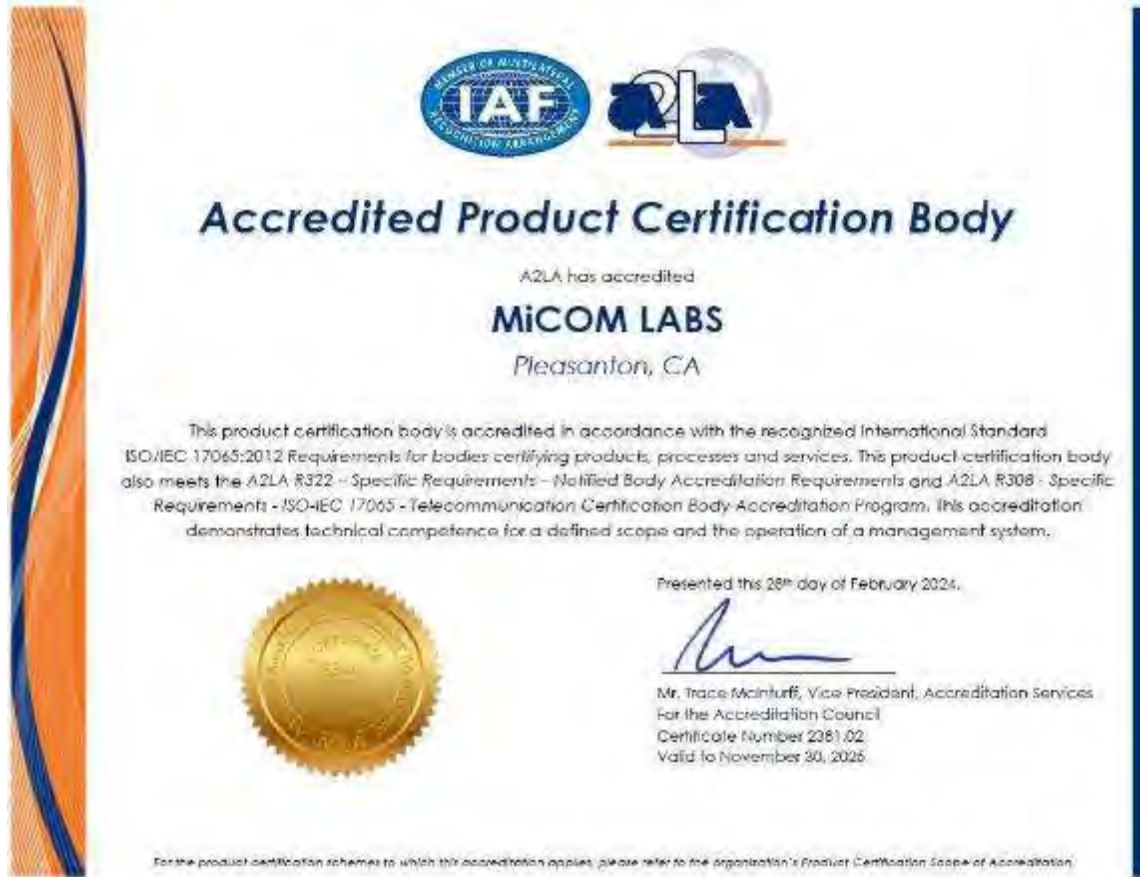 MEMBER OF MULTILATERAL
IAF
RECOGNITION ARRANGEMENT
a2La
Accredited Product Certification Body
A2LA has accredited
MiCOM LABS
Pleasanton, CA
This product certification body is accredited in accordance with the recognized International Standard
ISO/IEC 17065:2012 Requirements for bodies certifying products, processes and services. This product certification body
also meets the A2LA R322 – Specific Requirements – Notified Body Accreditation Requirements and A2LA R308 - Specific
Requirements - ISO-IEC 17065 - Telecommunication Certification Body Accreditation Program. This accreditation
demonstrates technical competence for a defined scope and the operation of a management system.
Presented this 28th day of February 2024.
Mr. Trace McInturff, Vice President, Accreditation Services
For the Accreditation Council
Certificate Number 2381.02
Valid to November 30, 2025
For the product certification schemes to which this accreditation applies, please refer to the organization's Product Certification Scope of Accreditation.